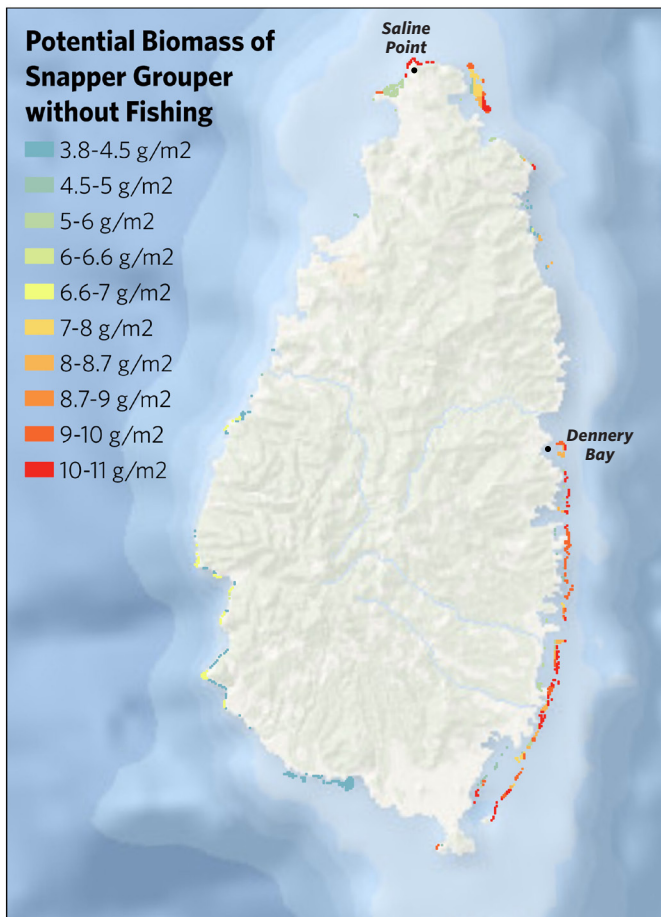 Potential Biomass of
Snapper Grouper
without Fishing
3.8-4.5 g/m2
4.5-5 g/m2
5-6 g/m2
6-6.6 g/m2
6.6-7 g/m2
7-8 g/m2
8-8.7 g/m2
8.7-9 g/m2
9-10 g/m2
10-11 g/m2
Saline
Point
Dennery
Bay